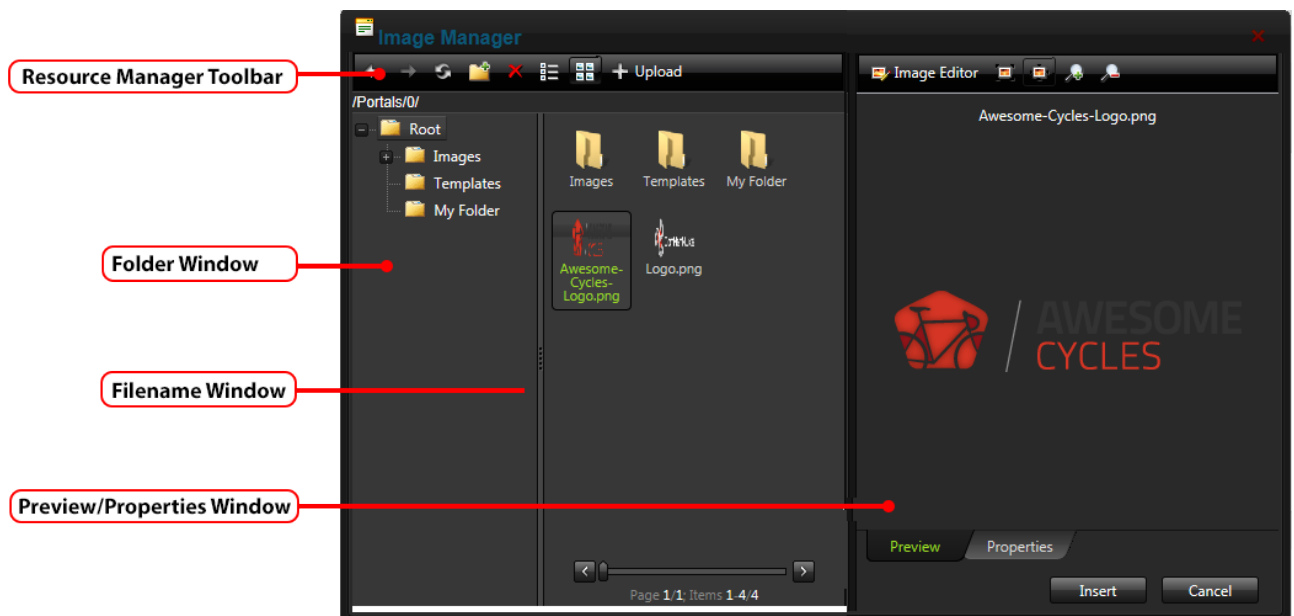 Image Manager
Resource Manager Toolbar
Upload
Image Editor
/Portals/0/
Awesome-Cycles-Logo.png
Root
Images
Templates
My Folder
Images
Templates
My Folder
Folder Window
Awesome-
Cycles-
Logo.png
Logo.png
AWESOME
CYCLES
Filename Window
Preview/Properties Window
Preview
Properties
Page 1/1; Items 1-4/4
Insert
Cancel